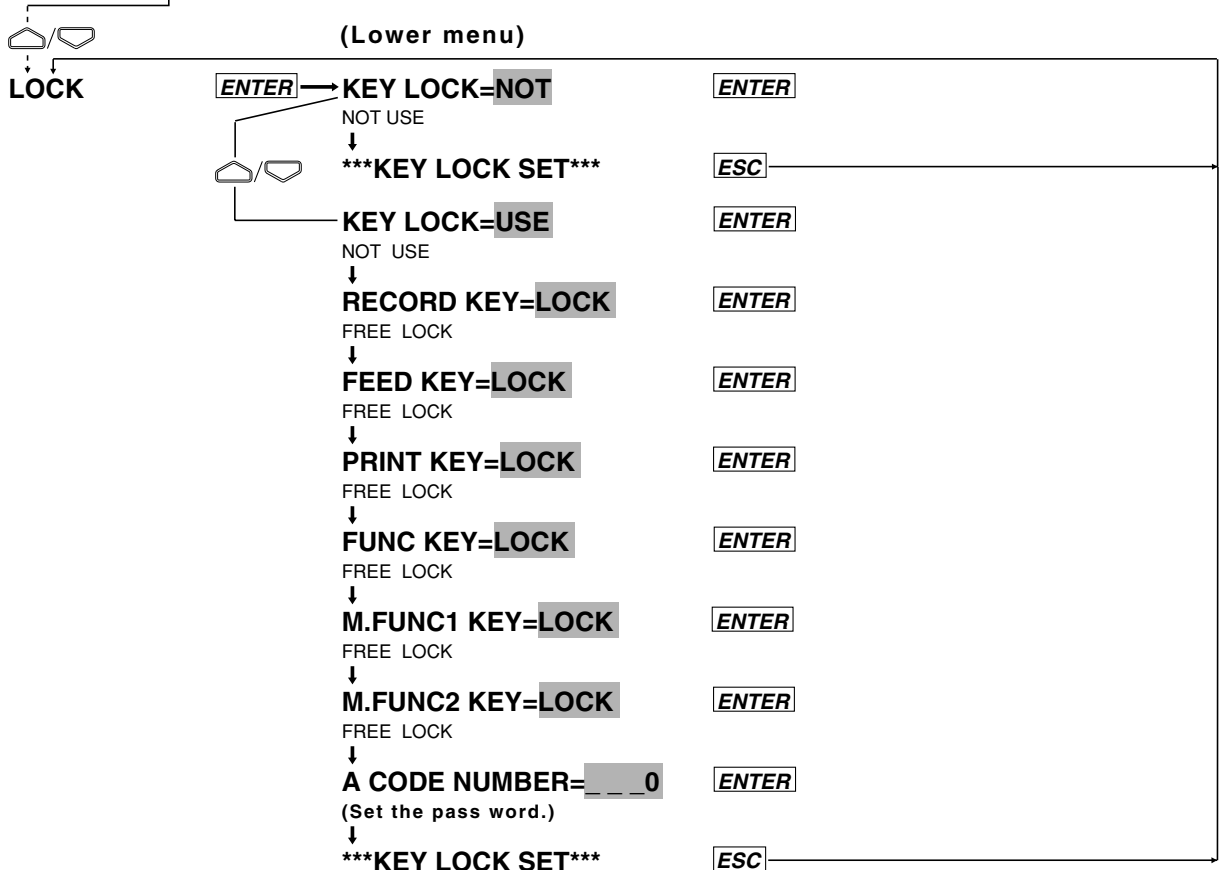 (Lower menu)
LOCK ENTER KEY LOCK=NOT ENTER
NOT USE
***KEY LOCK SET*** ESC
/
KEY LOCK=USE ENTER
NOT USE
RECORD KEY=LOCK ENTER
FREE LOCK
FEED KEY=LOCK ENTER
FREE LOCK
PRINT KEY=LOCK ENTER
FREE LOCK
FUNC KEY=LOCK ENTER
FREE LOCK
M.FUNC1 KEY=LOCK ENTER
FREE LOCK
M.FUNC2 KEY=LOCK ENTER
FREE LOCK
A CODE NUMBER=_ _ _0 ENTER
(Set the pass word.)
***KEY LOCK SET*** ESC